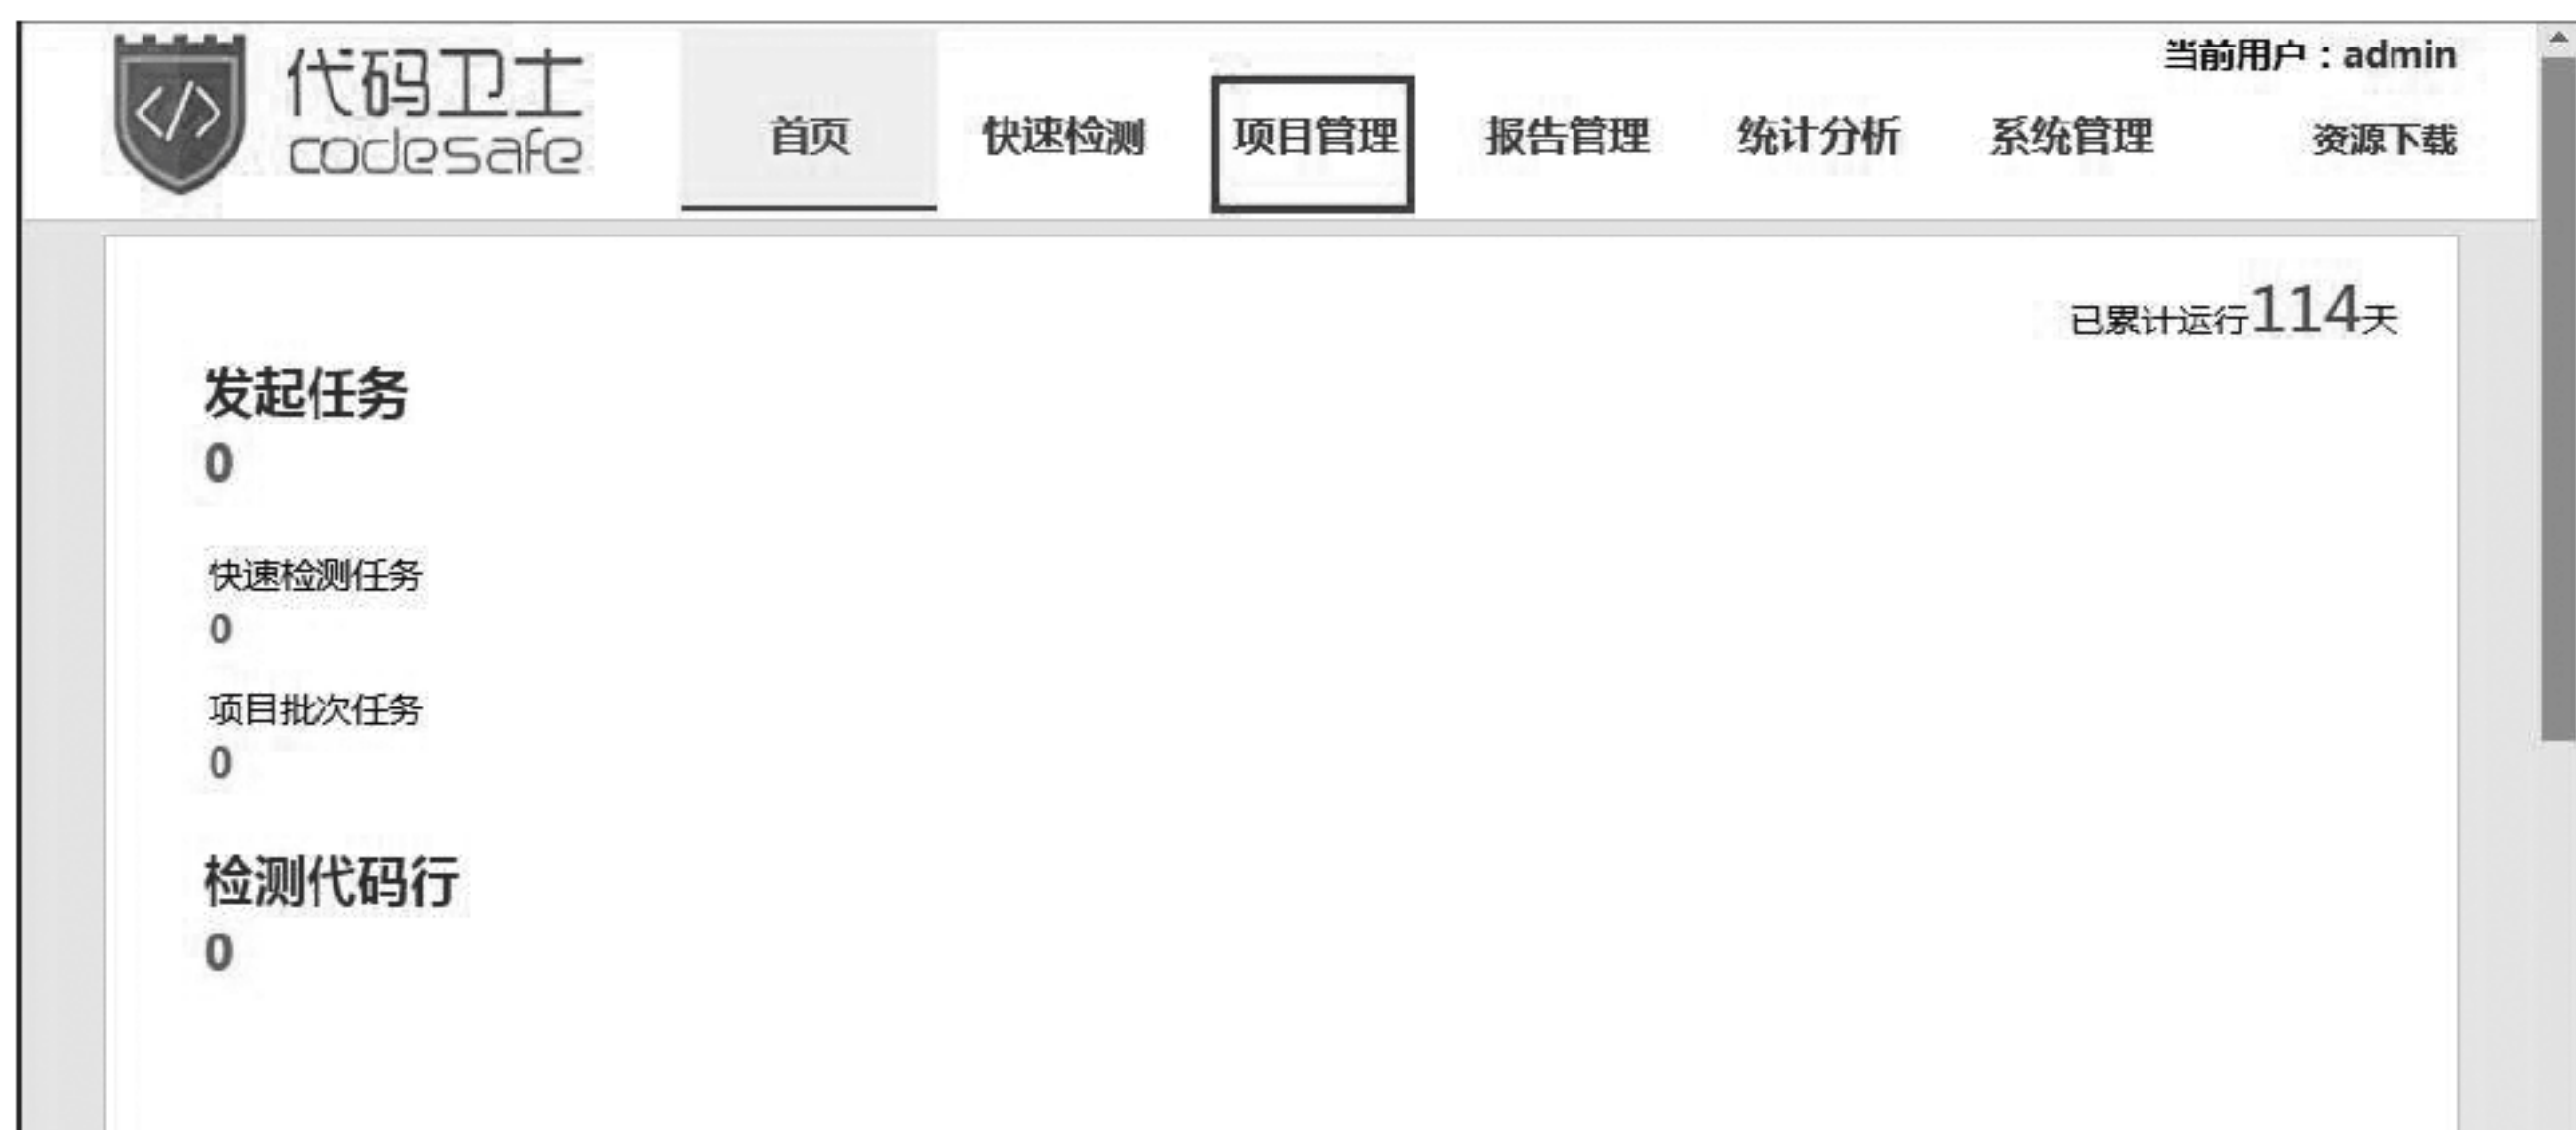 当前用户：admin
代码卫士
codesafe
首页 快速检测 项目管理 报告管理 统计分析 系统管理 资源下载
已累计运行114天
发起任务
0
快速检测任务
0
项目批次任务
0
检测代码行
0